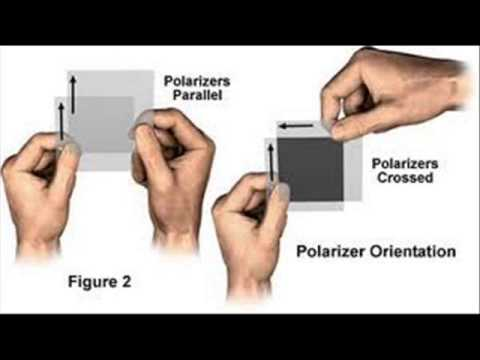 Polarizers
Parallel
Polarizers
Crossed
Polarizer Orientation
Figure 2